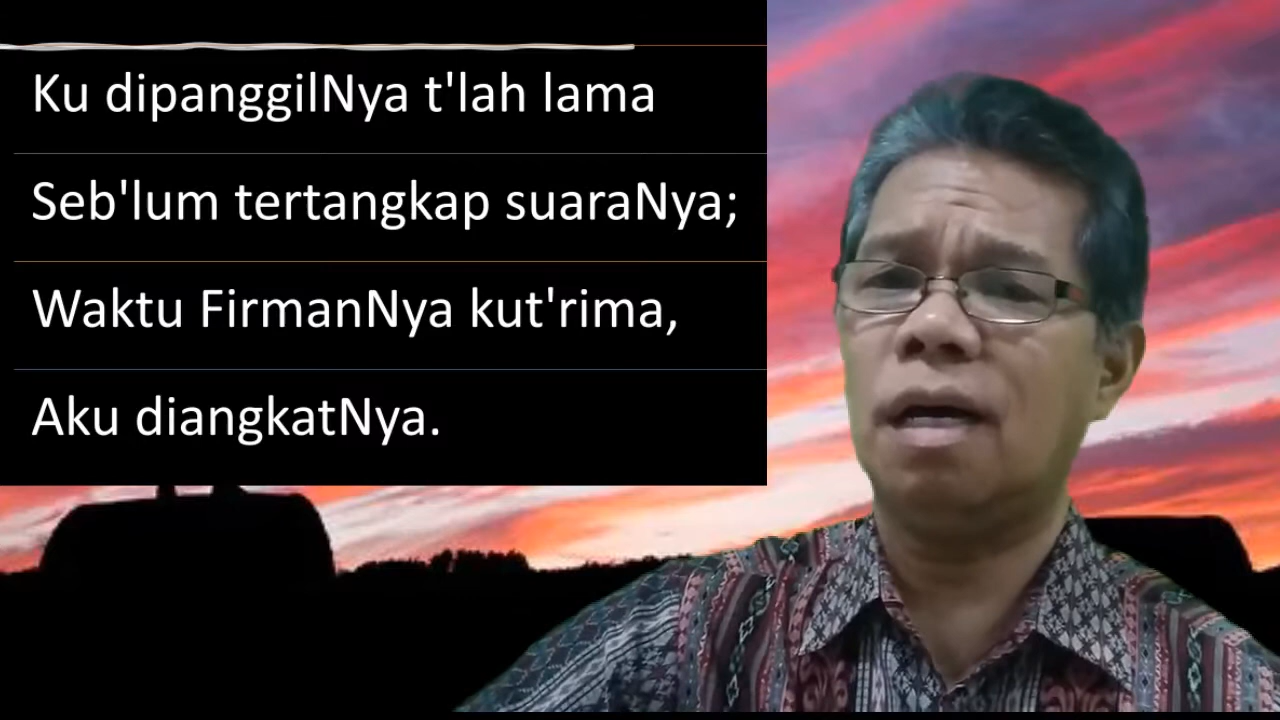 Ku dipanggilNya t'lah lama
Seb'lum tertangkap suaraNya;
Waktu FirmanNya kut'rima,
Aku diangkatNya.